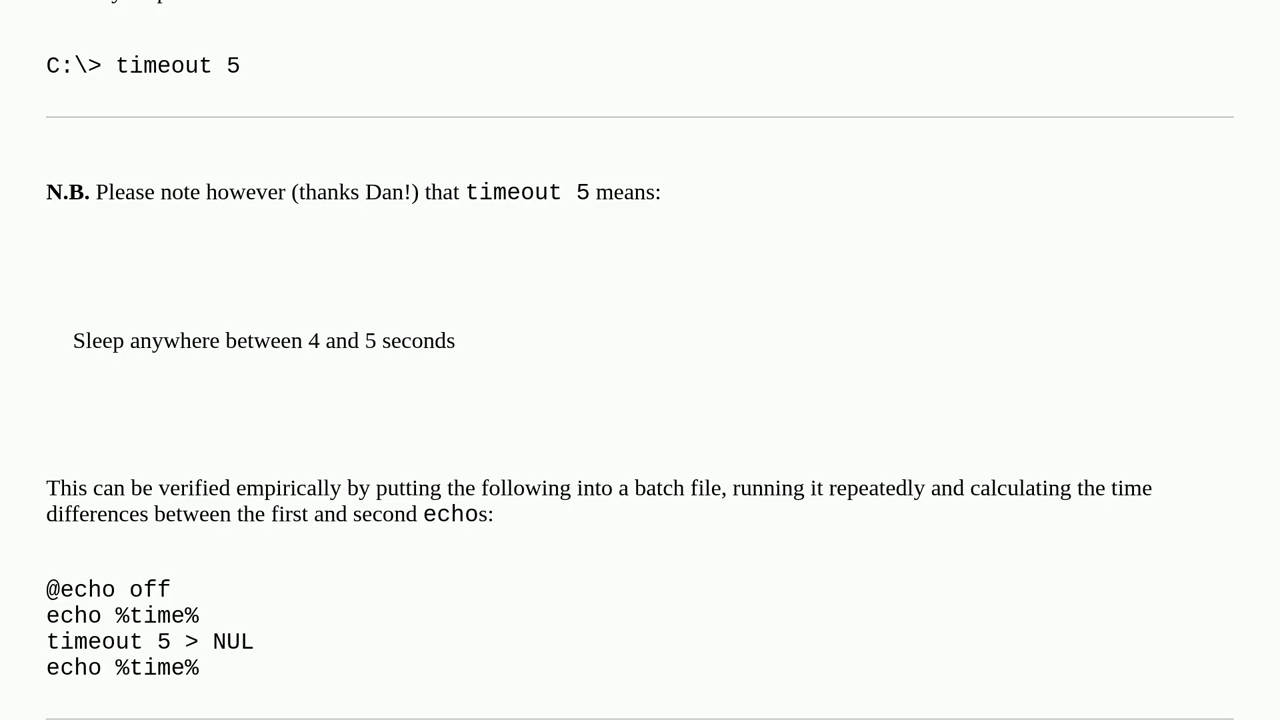 C:\> timeout 5
N.B. Please note however (thanks Dan!) that timeout 5 means:
Sleep anywhere between 4 and 5 seconds
This can be verified empirically by putting the following into a batch file, running it repeatedly and calculating the time
differences between the first and second echos:
@echo off
echo %time%
timeout 5 > NUL
echo %time%